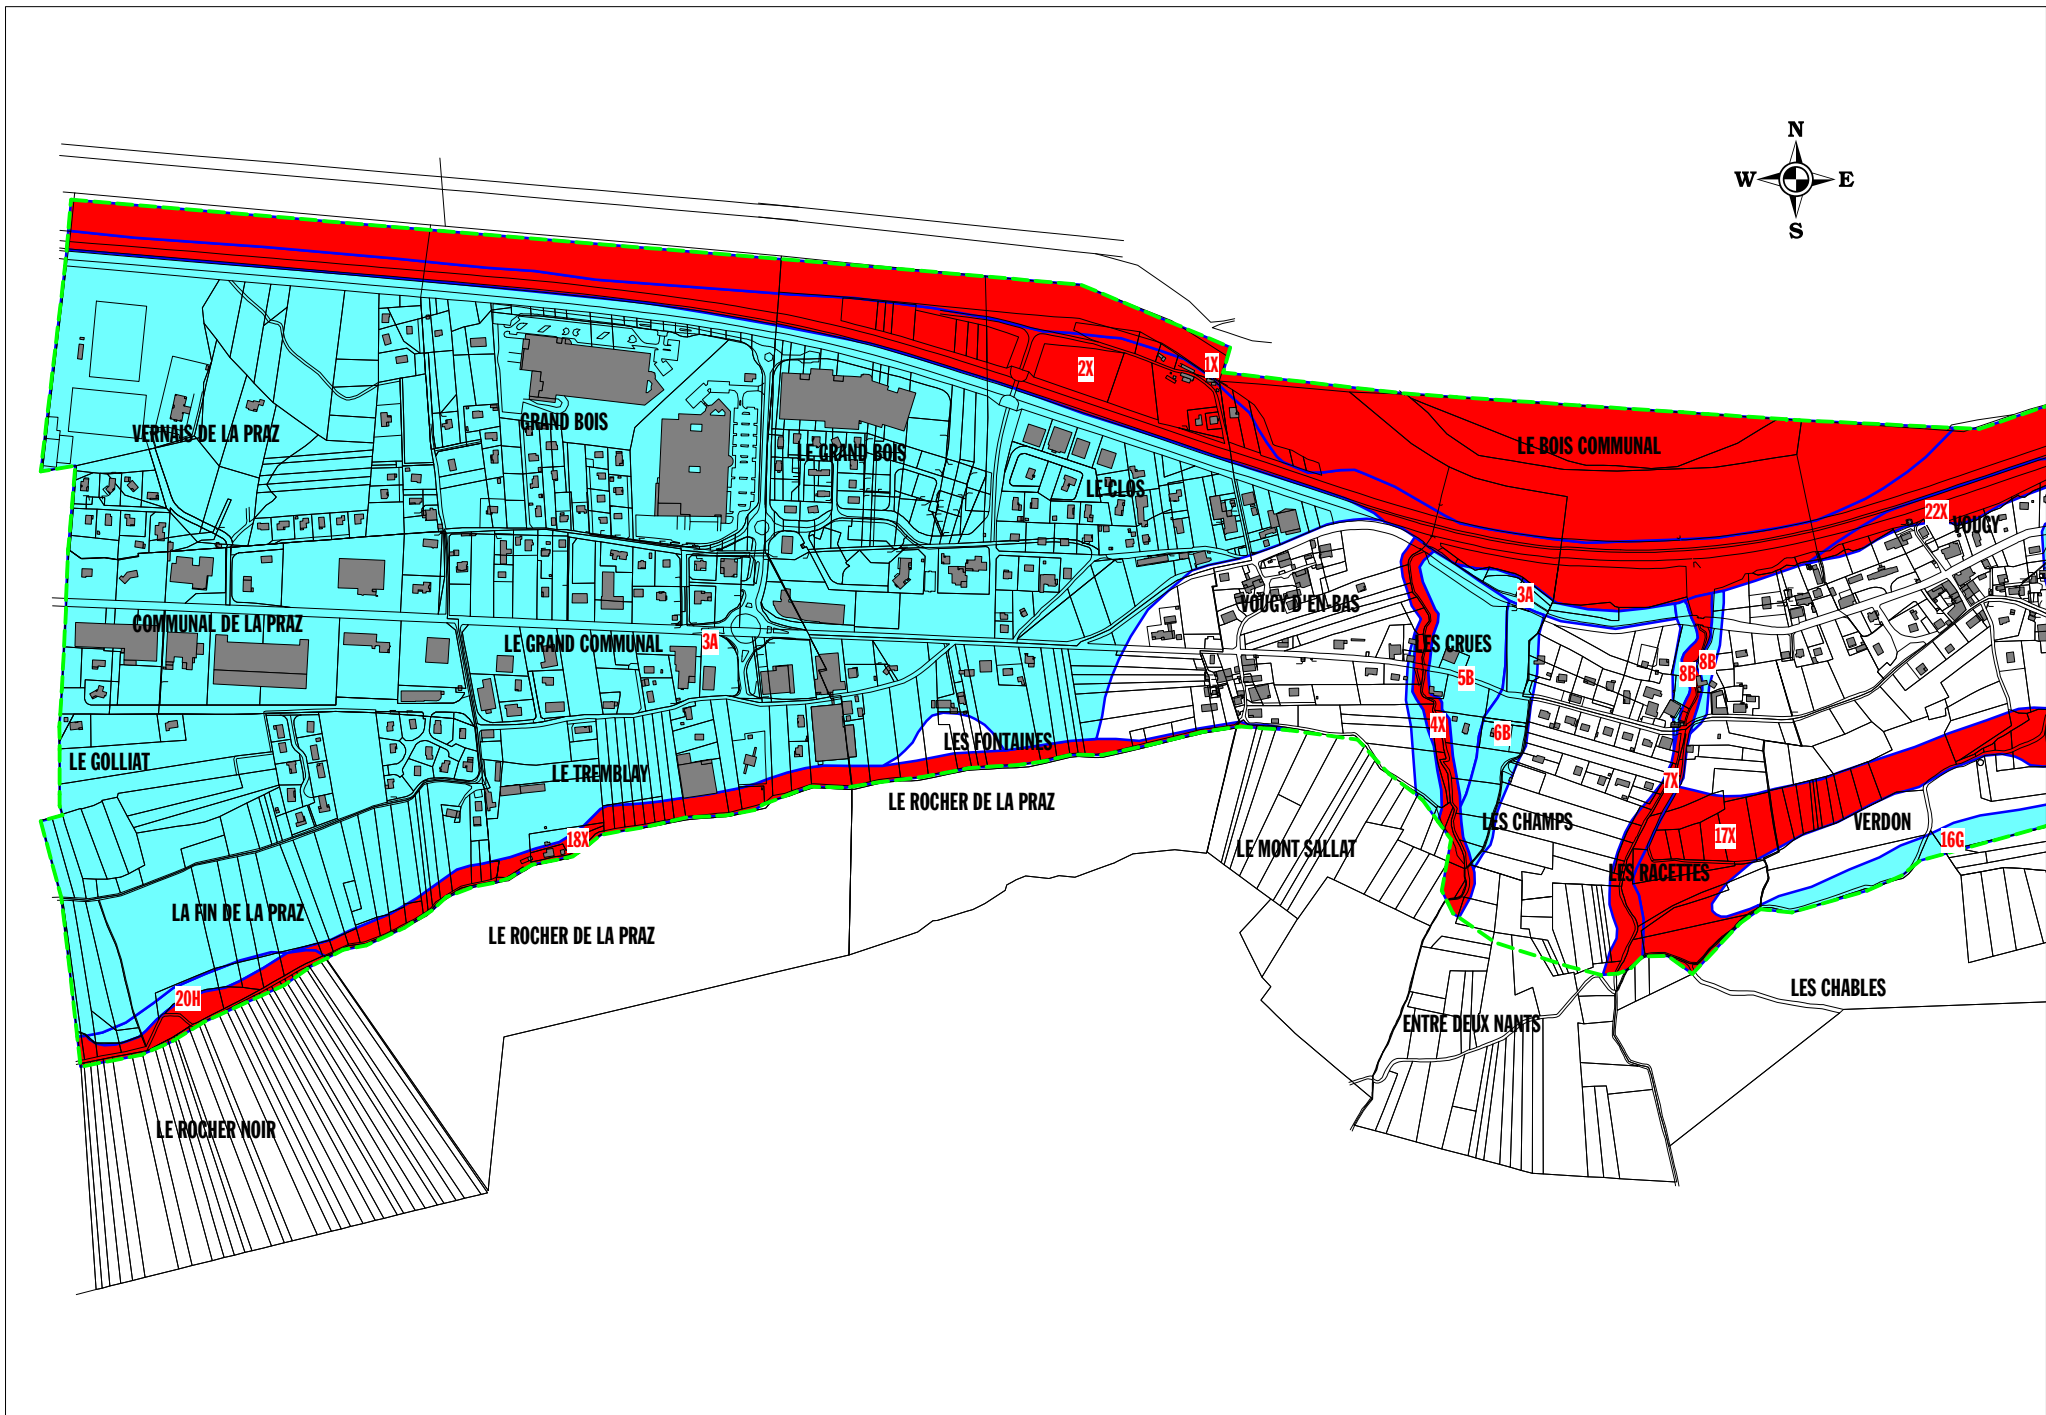 N
W E
S
1X
2X
VERNAIS DE LA PRAZ
GRAND BOIS
LE GRAND BOIS
LE CLOS
LE BOIS COMMUNAL
22X
VOUGY
3A
VOUGY D'EN-BAS
COMMUNAL DE LA PRAZ
LE GRAND COMMUNAL
3A
LES CRUES
5B
8B
8B
4X
6B
LE GOLLIAT
LE TREMBLAY
LES FONTAINES
7X
LE ROCHER DE LA PRAZ
18X
LE MONT SALLAT
LES CHAMPS
17X
VERDON
16G
LES RACETTES
LA FIN DE LA PRAZ
LE ROCHER DE LA PRAZ
20H
LES CHABLES
ENTRE DEUX NANTS
LE ROCHER NOIR